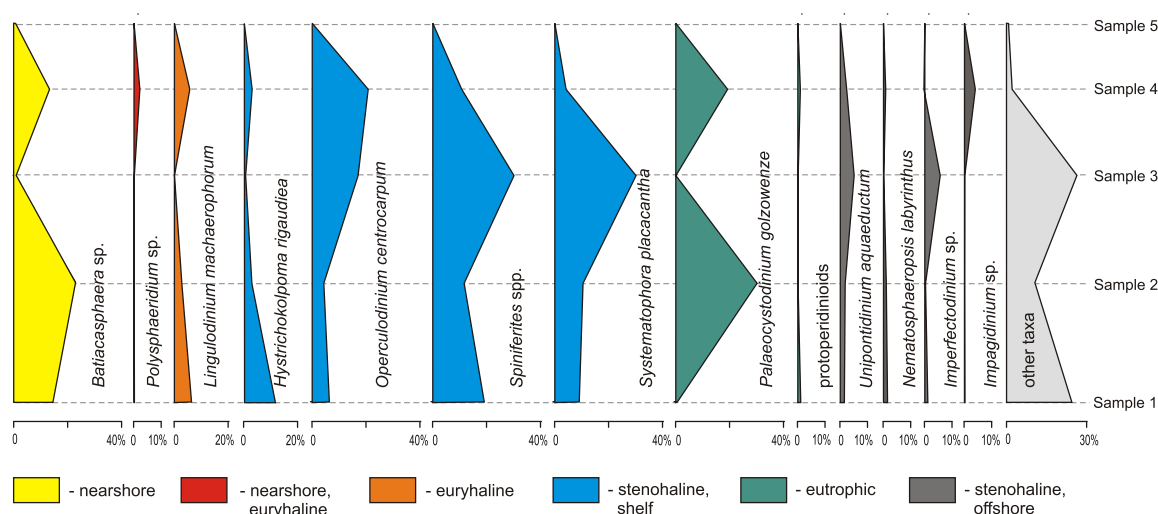 Sample 5
Sample 4
Sample 3
Sample 2
Sample 1
Batiacasphaera sp.
Polysphaeridium sp.
Lingulodinium machaerophorum
Hystrichokolpoma rigaudiea
Operculodinium centrocarpum
Spiniferites spp.
Systematophora placacantha
Palaeocystodinium golzowenze
protoperidinioids
Unipontidinium aquaeductum
Nematosphaeropsis labyrinthus
Imperfectodinium sp.
Impagidinium sp.
other taxa
0 40% 0 10% 0 20% 0 20% 0 40% 0 40% 0 40% 0 40% 0 10% 0 10% 0 10% 0 10% 0 10% 0 30%
- nearshore
- nearshore,
euryhaline
- euryhaline
- stenohaline,
shelf
- eutrophic
- stenohaline,
offshore